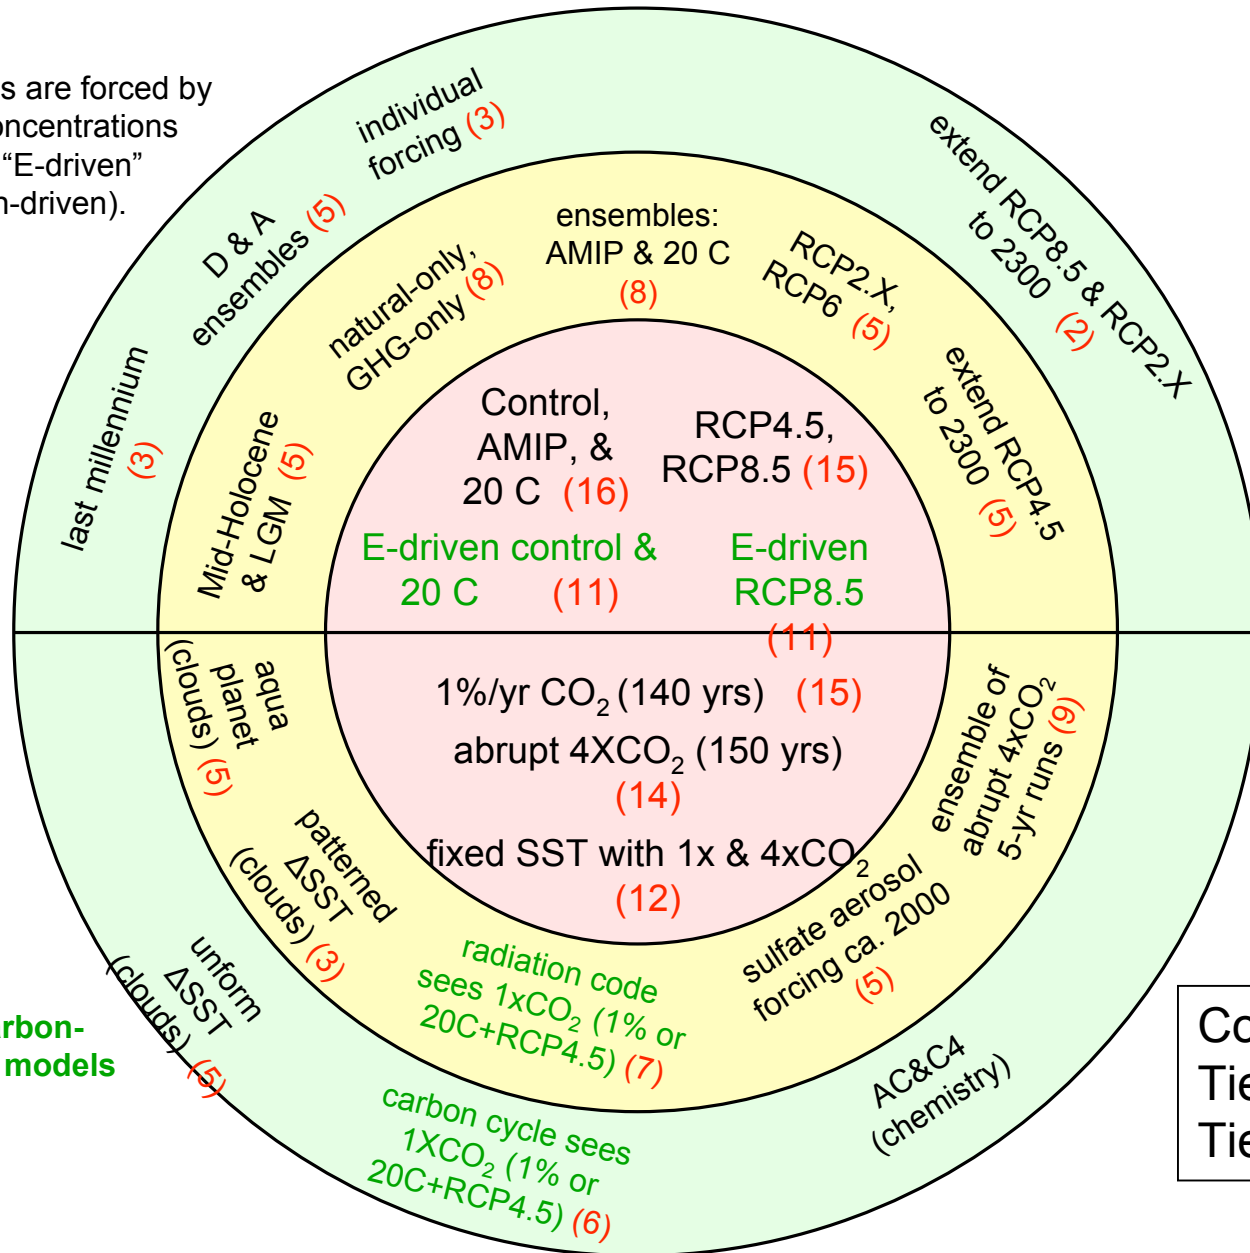 s are forced by
oncentrations
“E-driven”
n-driven).
individual
forcing (3)
D & A
ensembles (5)
last millennium
(3)
extend RCP8.5 & RCP2.X
to 2300 (2)
ensembles:
AMIP & 20 C
(8)
natural-only,
GHG-only (8)
Mid-Holocene
& LGM (5)
RCP2.X,
RCP6 (5)
extend RCP4.5
to 2300 (5)
Control,
AMIP, &
20 C (16)
RCP4.5,
RCP8.5 (15)
E-driven control &
20 C (11)
E-driven
RCP8.5
(11)
1%/yr CO₂ (140 yrs) (15)
abrupt 4XCO₂ (150 yrs)
(14)
fixed SST with 1x & 4xCO₂
(12)
aqua
planet
(clouds) (5)
patterned
ΔSST
(clouds) (3)
radiation code
sees 1xCO₂ (1% or
20C+RCP4.5) (7)
sulfate aerosol
forcing ca. 2000
(5)
ensemble of
abrupt 4xCO₂
5-yr runs (9)
unform
ΔSST
(clouds) (5)
carbon cycle sees
1XCO₂ (1% or
20C+RCP4.5) (6)
AC&C4
(chemistry)
arbon-
models
Co
Tie
Tie